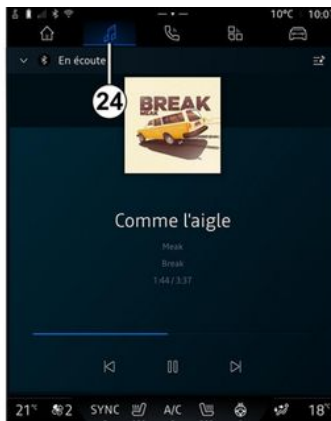 10°C 10:0
En écoute
24
BREAK
MEAK
Comme l'aigle
Meak
Break
1:44 / 3:37
21°C 2 SYNC A/C 18°C